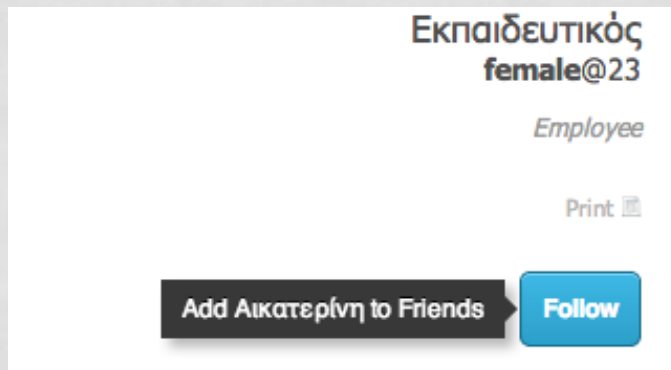 Εκπαιδευτικός
female@23
Employee
Print
Add Αικατερίνη to Friends
Follow